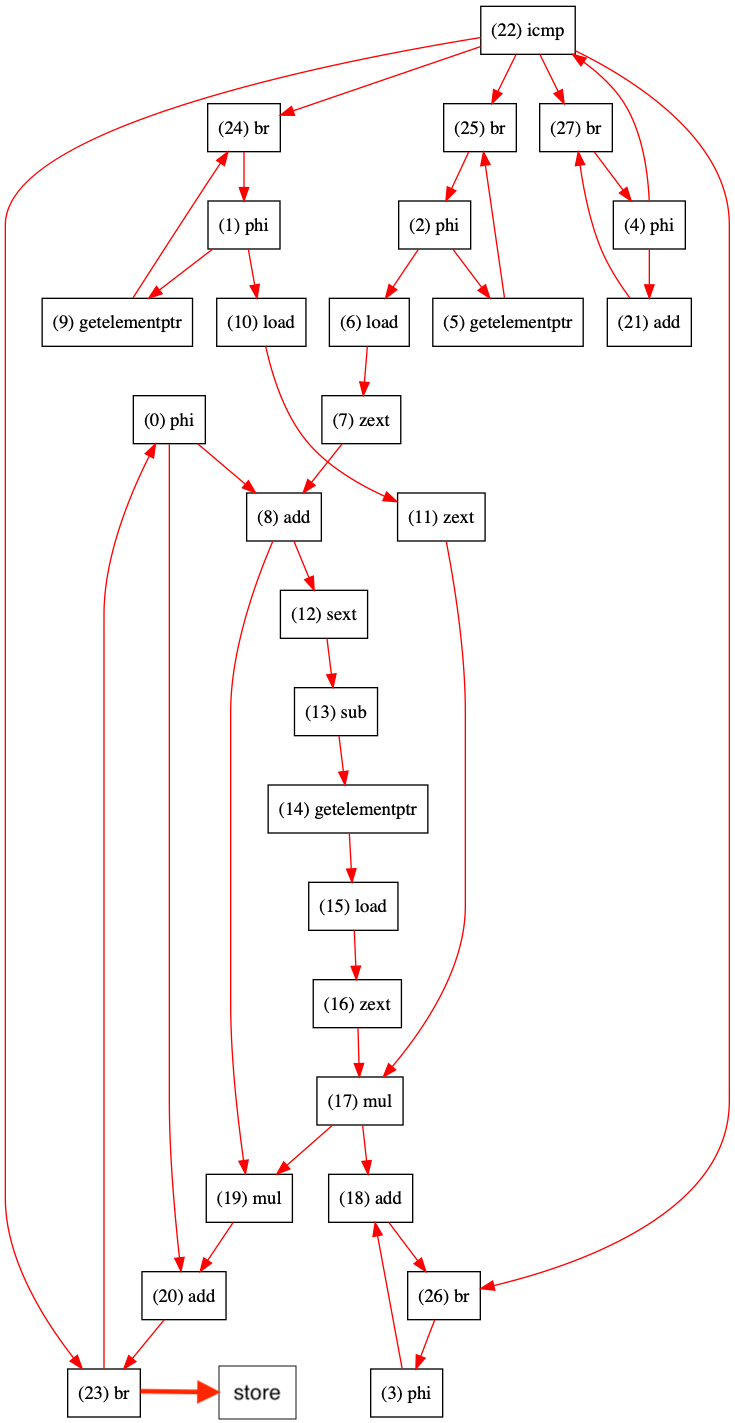 (22) icmp
(24) br
(25) br
(27) br
(1) phi
(2) phi
(4) phi
(9) getelementptr
(10) load
(6) load
(5) getelementptr
(21) add
(0) phi
(7) zext
(8) add
(11) zext
(12) sext
(13) sub
(14) getelementptr
(15) load
(16) zext
(17) mul
(19) mul
(18) add
(20) add
(26) br
(23) br
store
(3) phi